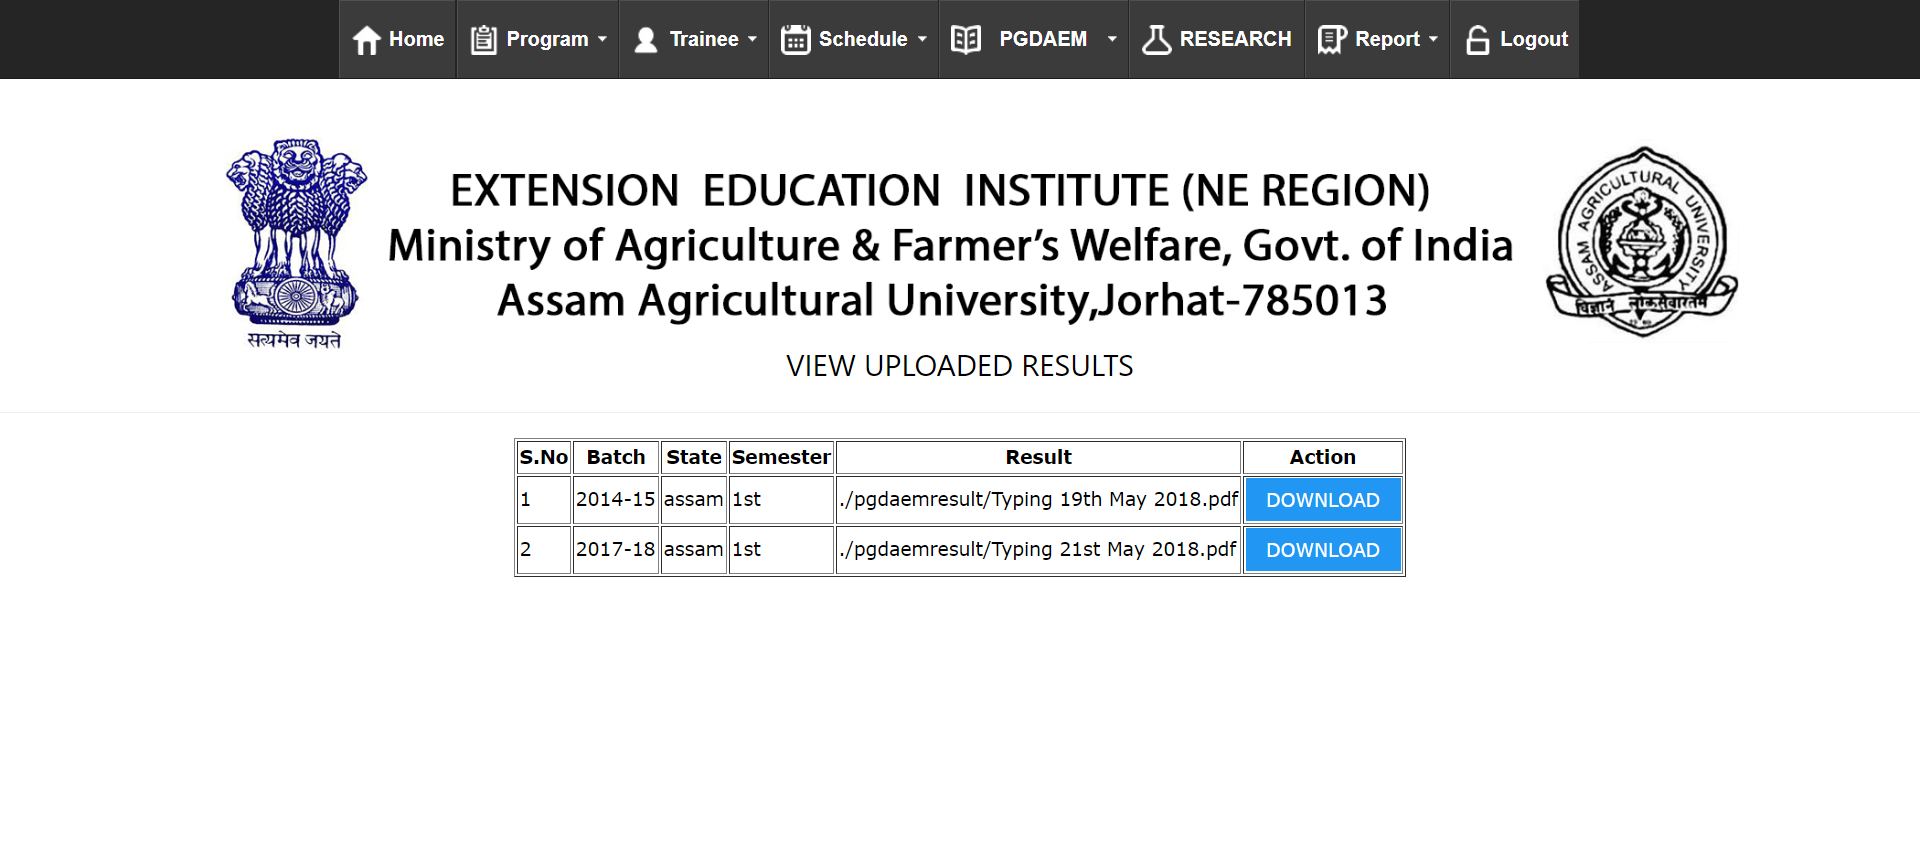 Home Program Trainee Schedule PGDAEM RESEARCH Report Logout
EXTENSION EDUCATION INSTITUTE (NE REGION)
Ministry of Agriculture & Farmer's Welfare, Govt. of India
Assam Agricultural University,Jorhat-785013
सत्यमेव जयते
ASSAM AGRICULTURAL UNIVERSITY
विज्ञानं लोकसेवारतम
VIEW UPLOADED RESULTS
S.No Batch State Semester Result Action
1 2014-15 assam 1st ./pgdaemresult/Typing 19th May 2018.pdf DOWNLOAD
2 2017-18 assam 1st ./pgdaemresult/Typing 21st May 2018.pdf DOWNLOAD